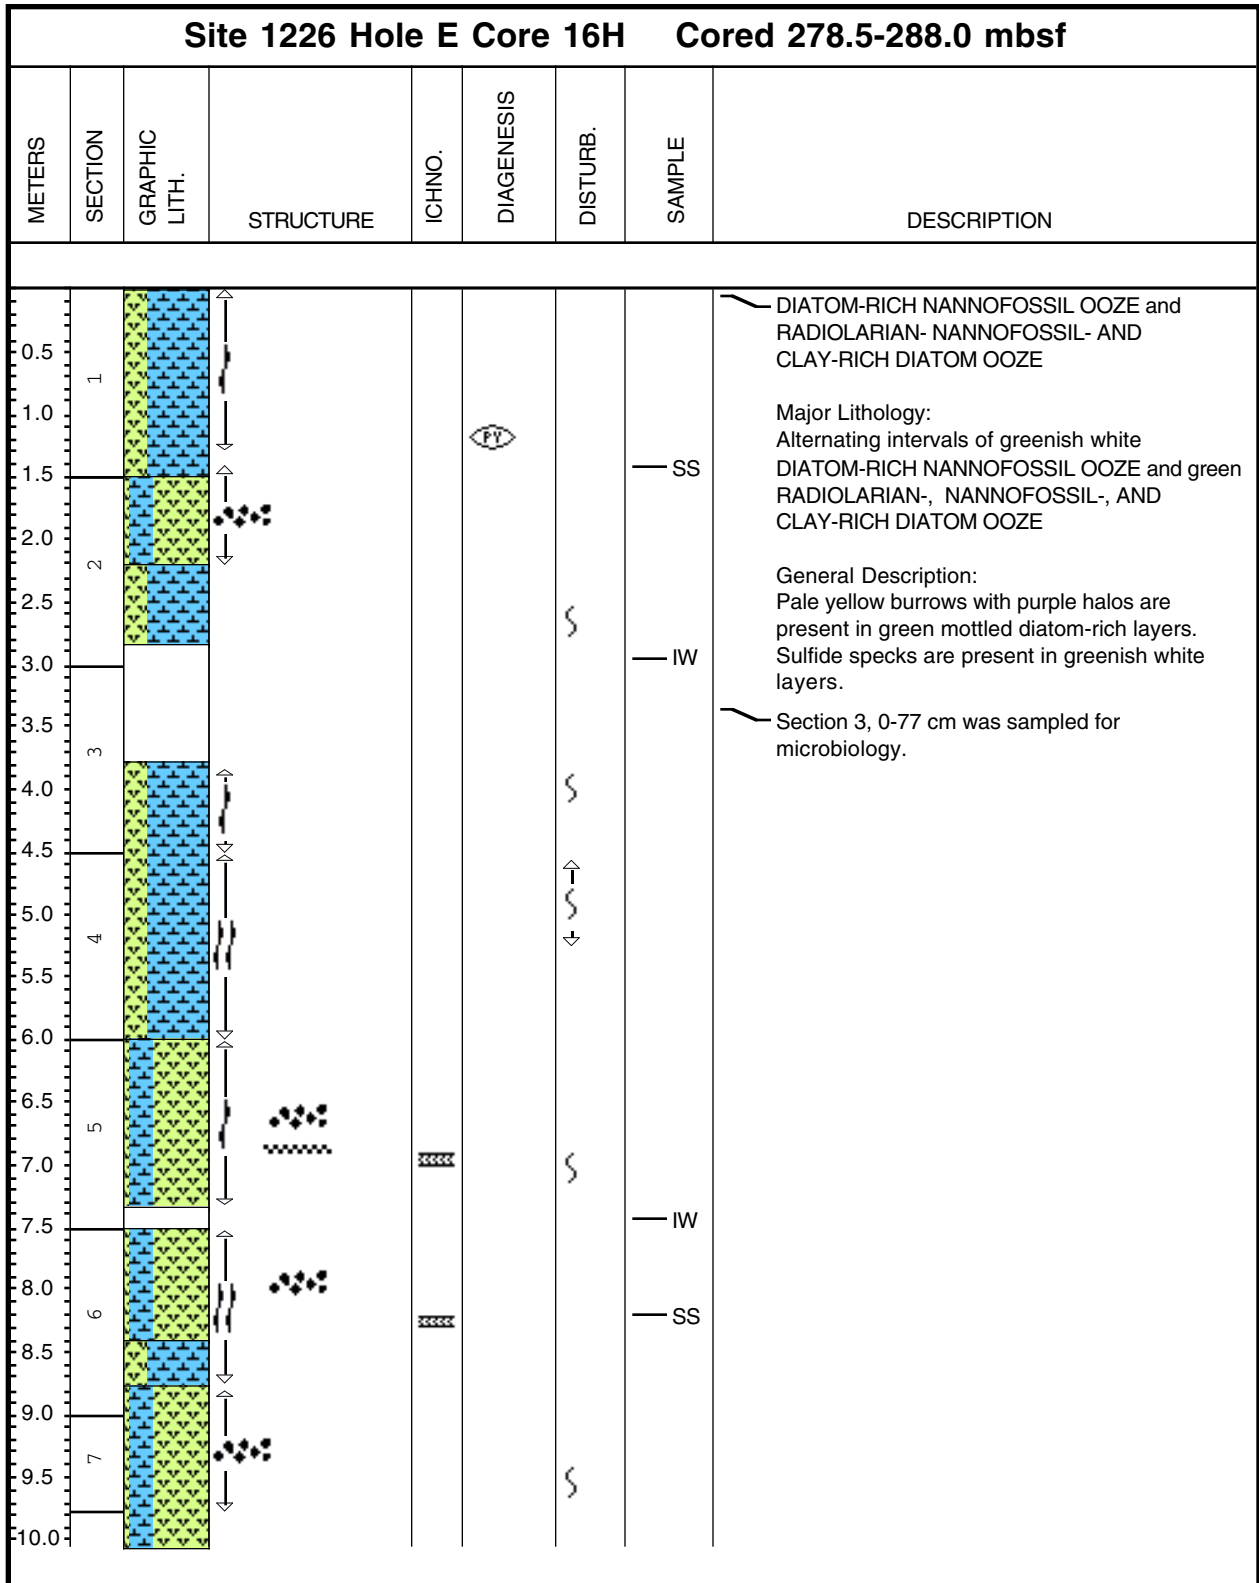 Site 1226 Hole E Core 16H Cored 278.5-288.0 mbsf
METERS
SECTION
GRAPHIC
LITH.
STRUCTURE
ICHNO.
DIAGENESIS
DISTURB.
SAMPLE
DESCRIPTION
0.5
1.0
1.5
2.0
2.5
3.0
3.5
4.0
4.5
5.0
5.5
6.0
6.5
7.0
7.5
8.0
8.5
9.0
9.5
10.0
1
2
3
4
5
6
7
PY
SS
IW
IW
SS
DIATOM-RICH NANNOFOSSIL OOZE and
RADIOLARIAN- NANNOFOSSIL- AND
CLAY-RICH DIATOM OOZE
Major Lithology:
Alternating intervals of greenish white
DIATOM-RICH NANNOFOSSIL OOZE and green
RADIOLARIAN-, NANNOFOSSIL-, AND
CLAY-RICH DIATOM OOZE
General Description:
Pale yellow burrows with purple halos are
present in green mottled diatom-rich layers.
Sulfide specks are present in greenish white
layers.
Section 3, 0-77 cm was sampled for
microbiology.